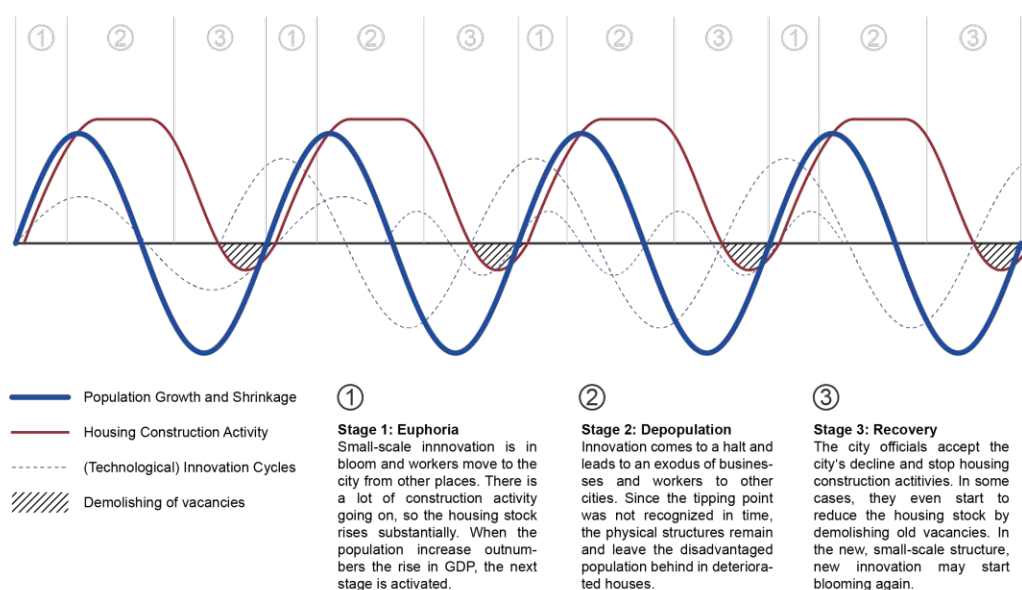 ① ② ③ ① ② ③ ① ② ③ ① ② ③
Population Growth and Shrinkage
Housing Construction Activity
(Technological) Innovation Cycles
Demolishing of vacancies
①
Stage 1: Euphoria
Small-scale innnovation is in
bloom and workers move to the
city from other places. There is
a lot of construction activity
going on, so the housing stock
rises substantially. When the
population increase outnum-
bers the rise in GDP, the next
stage is activated.
②
Stage 2: Depopulation
Innovation comes to a halt and
leads to an exodus of busines-
ses and workers to other
cities. Since the tipping point
was not recognized in time,
the physical structures remain
and leave the disadvantaged
population behind in deteriora-
ted houses.
③
Stage 3: Recovery
The city officials accept the
city‘s decline and stop housing
construction actitivies. In some
cases, they even start to
reduce the housing stock by
demolishing old vacancies. In
the new, small-scale structure,
new innovation may start
blooming again.